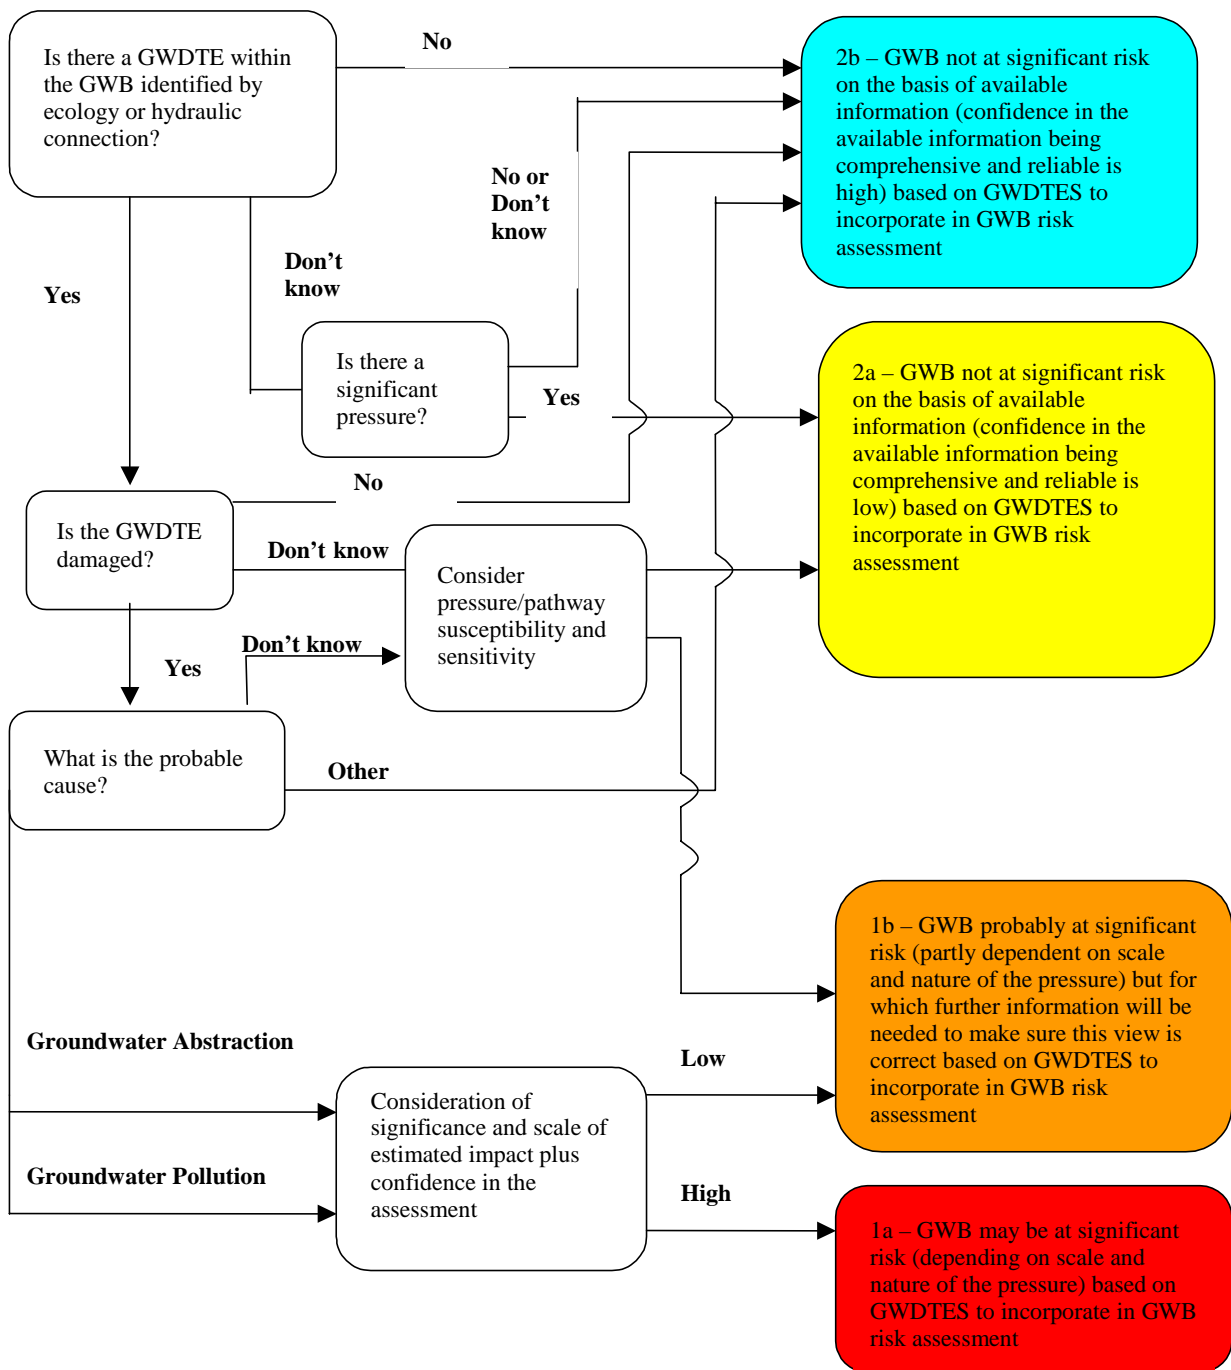 Is there a GWDTE within
the GWB identified by
ecology or hydraulic
connection?
No
2b – GWB not at significant risk
on the basis of available
information (confidence in the
available information being
comprehensive and reliable is
high) based on GWDTES to
incorporate in GWB risk
assessment
No or
Don't
know
Don't
know
Yes
Is there a
significant
pressure?
Yes
2a – GWB not at significant risk
on the basis of available
information (confidence in the
available information being
comprehensive and reliable is
low) based on GWDTES to
incorporate in GWB risk
assessment
No
Is the GWDTE
damaged?
Don't know
Consider
pressure/pathway
susceptibility and
sensitivity
Don't know
Yes
What is the probable
cause?
Other
1b – GWB probably at significant
risk (partly dependent on scale
and nature of the pressure) but for
which further information will be
needed to make sure this view is
correct based on GWDTES to
incorporate in GWB risk
assessment
Groundwater Abstraction
Low
Consideration of
significance and scale of
estimated impact plus
confidence in the
assessment
Groundwater Pollution
High
1a – GWB may be at significant
risk (depending on scale and
nature of the pressure) based on
GWDTES to incorporate in GWB
risk assessment